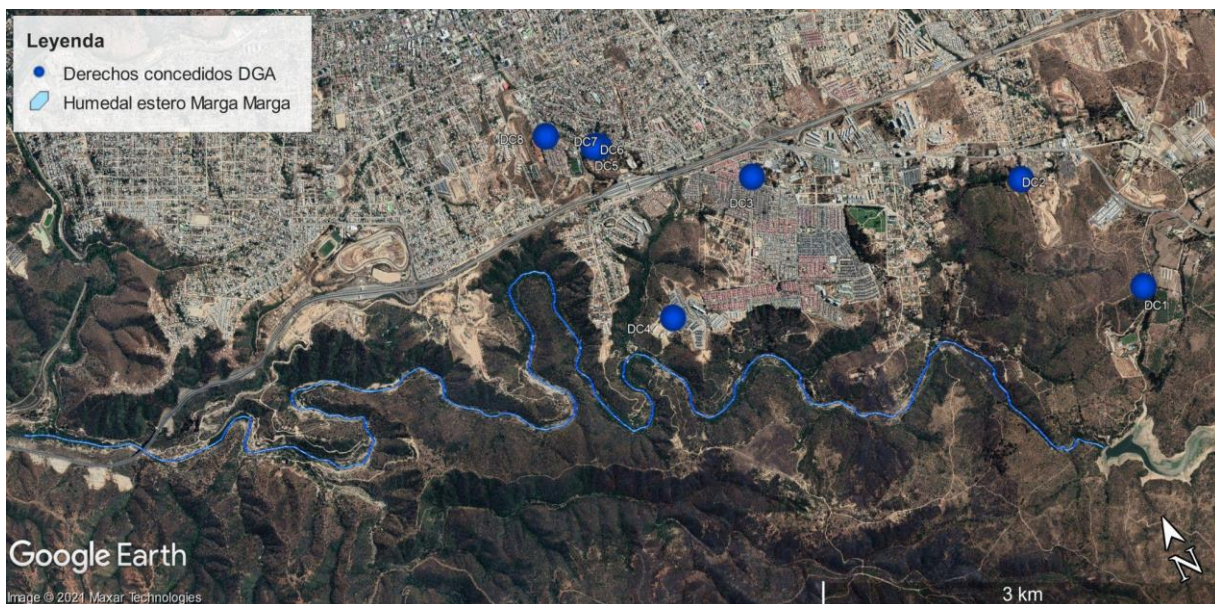 Leyenda
Derechos concedidos DGA
Humedal estero Marga Marga
DC8
DC7
DC6
DC5
DC3
DC2
DC1
DC4
Google Earth
Image © 2021 Maxar Technologies
N
3 km